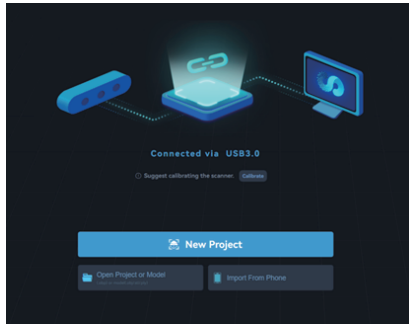 Connected via USB3.0
Suggest calibrating the scanner. Calibrate
New Project
Open Project or Model
Import From Phone